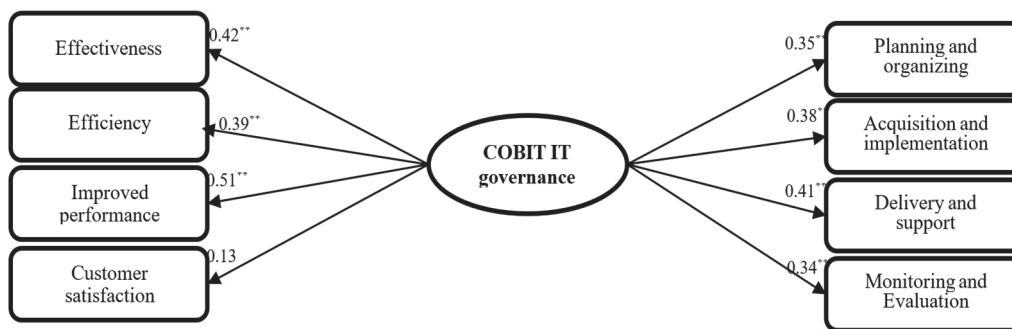 Effectiveness
0.42**
Efficiency
0.39**
Improved
performance
0.51**
Customer
satisfaction
0.13
COBIT IT
governance
0.35**
Planning and
organizing
0.38*
Acquisition and
implementation
0.41**
Delivery and
support
0.34**
Monitoring and
Evaluation